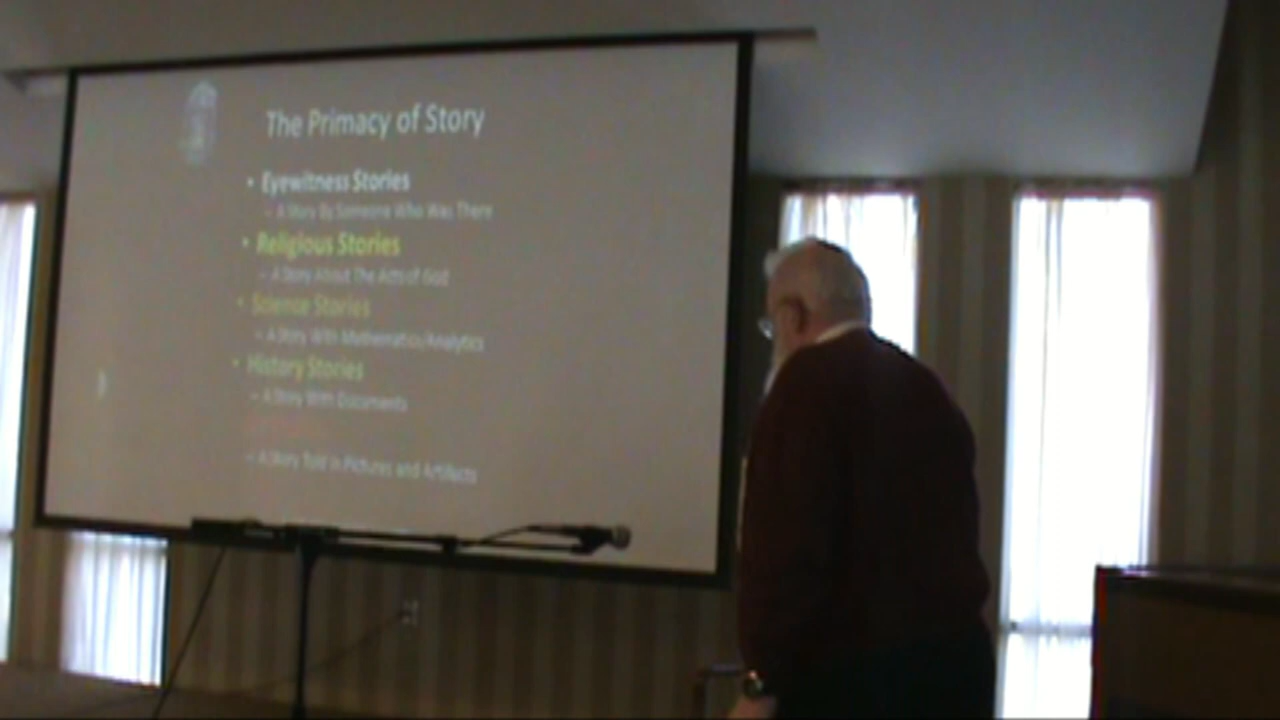 The Primacy of Story
• Eyewitness Stories
– A Story By Someone Who Was There
• Religious Stories
– A Story About The Acts of God
• Science Stories
– A Story With Mathematics/Analytics
• History Stories
– A Story With Documents
– A Story Told in Pictures and Artifacts